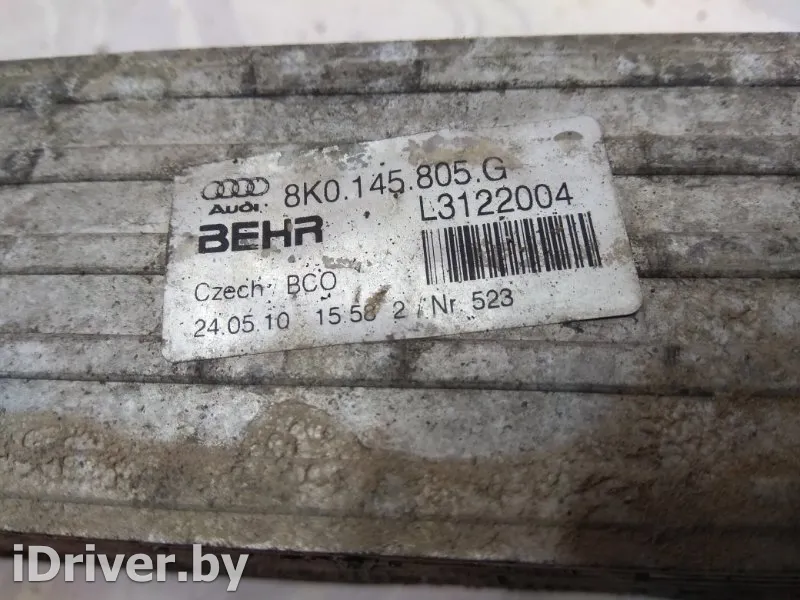 8K0.145.805.G
Audi
L3122004
BEHR
Czech BCO
24.05.10 15:58 2 / Nr 523
iDriver.by